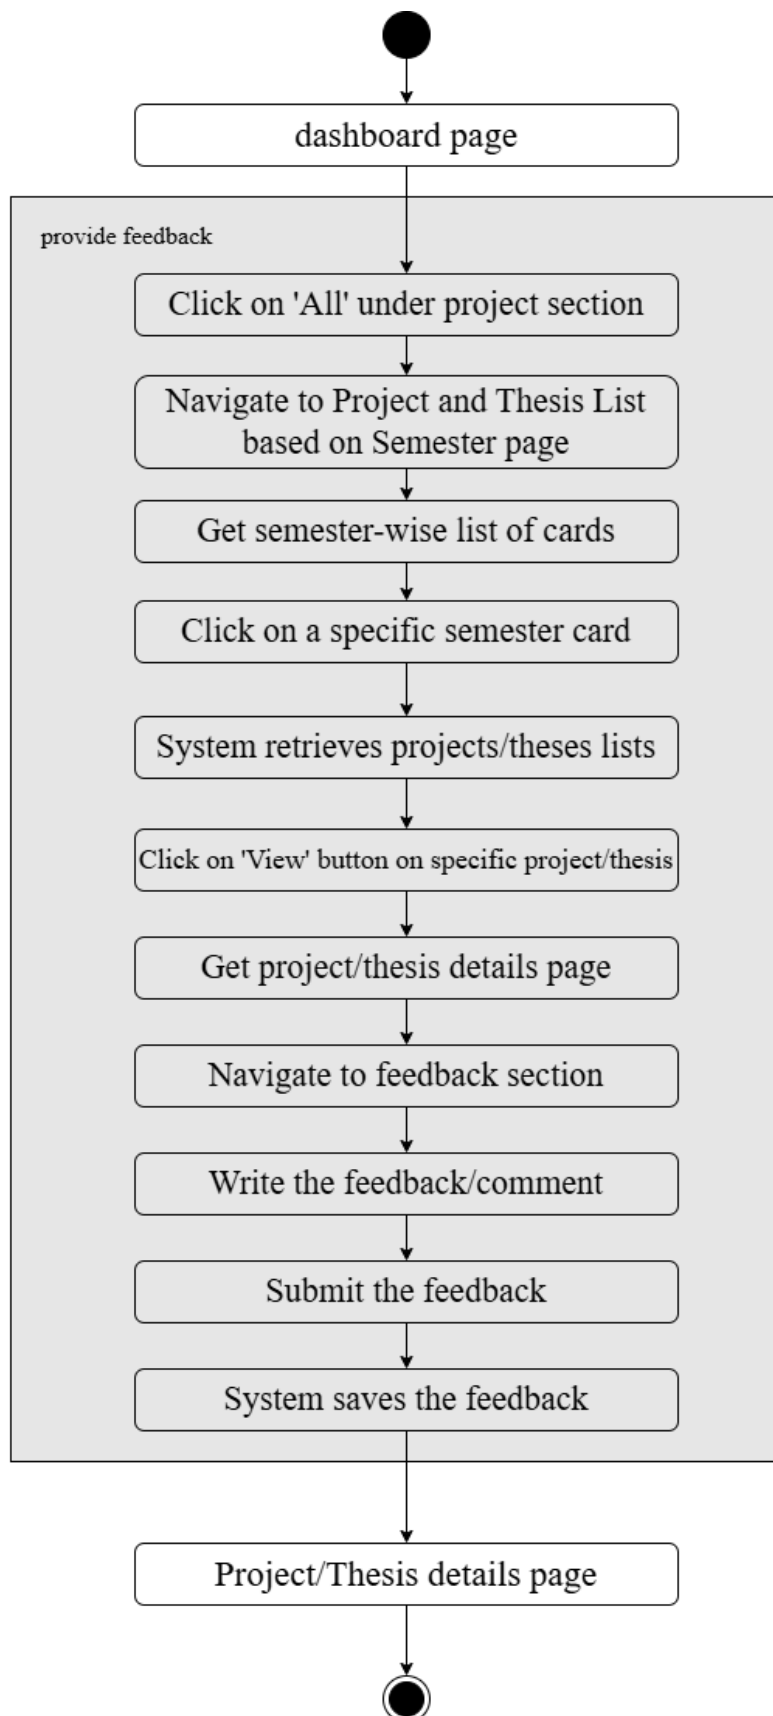 dashboard page
provide feedback
Click on 'All' under project section
Navigate to Project and Thesis List
based on Semester page
Get semester-wise list of cards
Click on a specific semester card
System retrieves projects/theses lists
Click on 'View' button on specific project/thesis
Get project/thesis details page
Navigate to feedback section
Write the feedback/comment
Submit the feedback
System saves the feedback
Project/Thesis details page